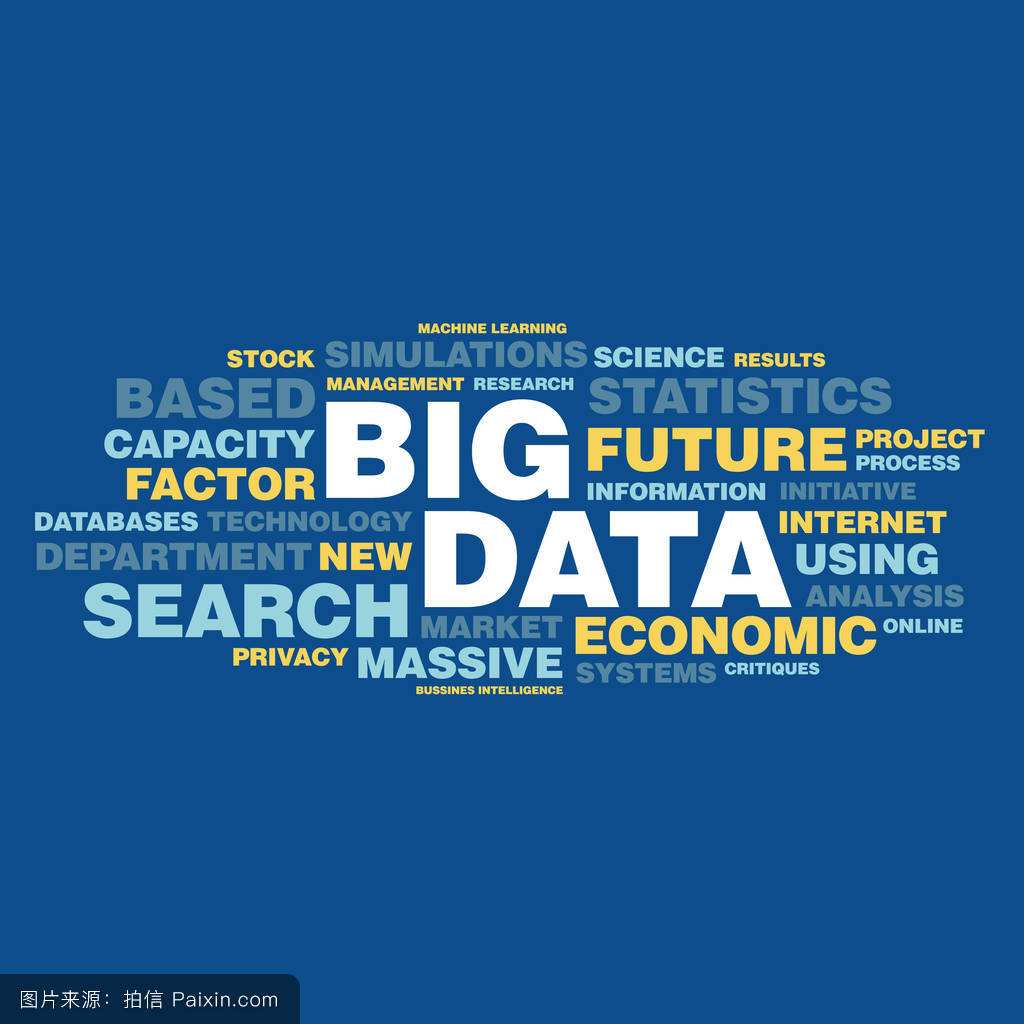 MACHINE LEARNING
STOCK SIMULATIONS SCIENCE RESULTS
BASED MANAGEMENT RESEARCH STATISTICS
CAPACITY BIG FUTURE PROJECT
PROCESS
FACTOR INFORMATION INITIATIVE
DATABASES TECHNOLOGY DATA INTERNET
DEPARTMENT NEW USING
SEARCH ANALYSIS
MARKET ECONOMIC ONLINE
PRIVACY MASSIVE SYSTEMS CRITIQUES
BUSSINES INTELLIGENCE
图片来源：拍信 Paixin.com